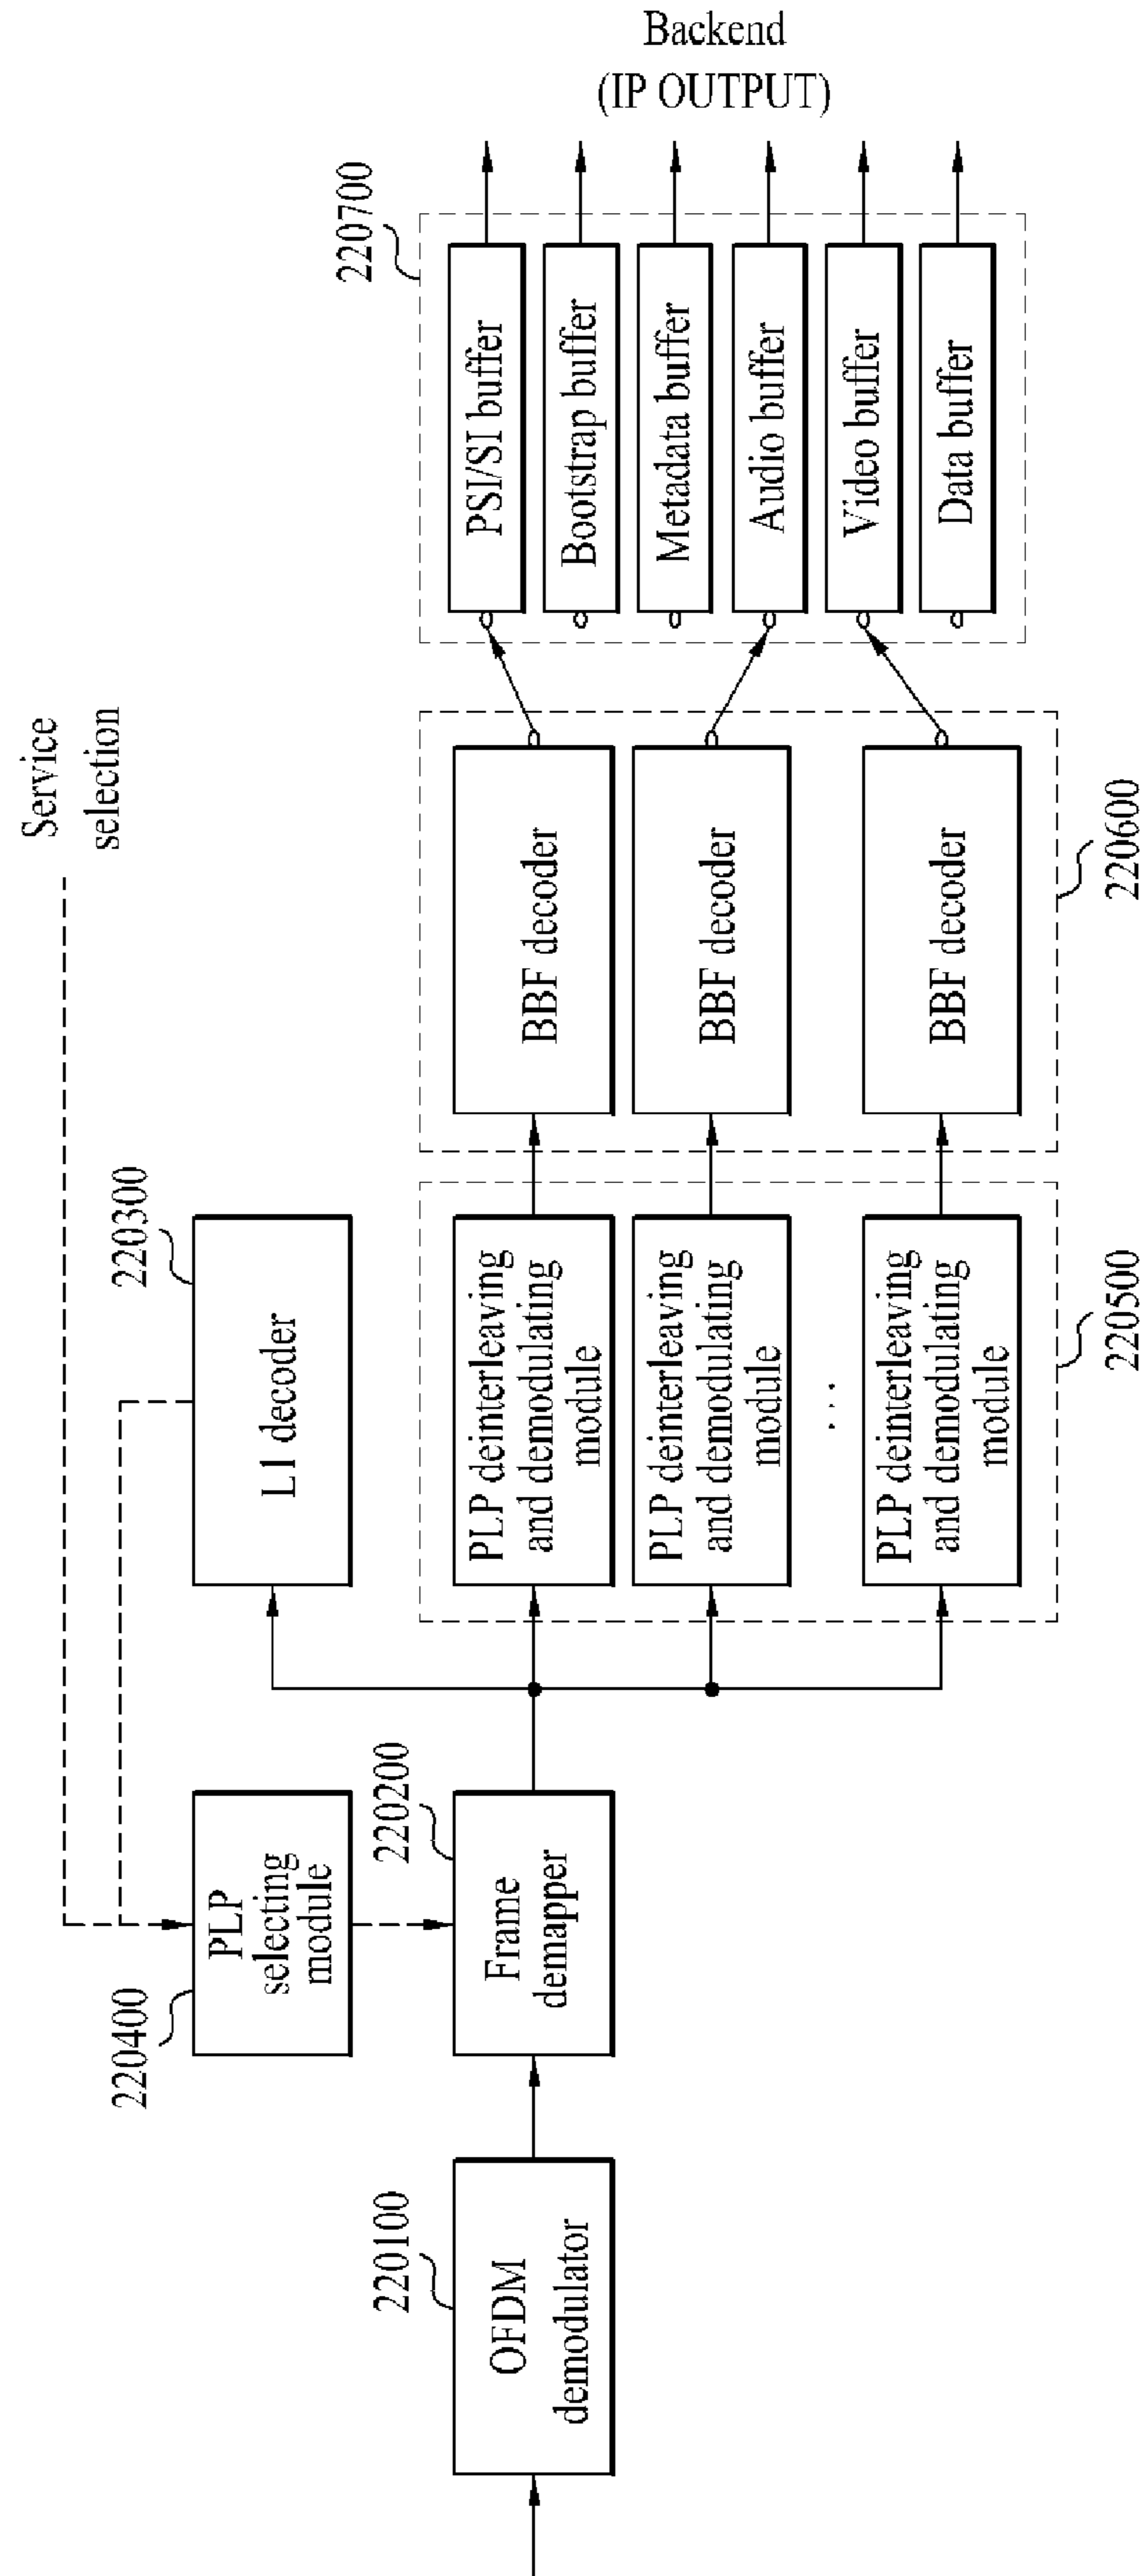 Service
selection
220400
PLP
selecting
module
220300
L1 decoder
220100
OFDM
demodulator
220200
Frame
demapper
PLP deinterleaving
and demodulating
module
PLP deinterleaving
and demodulating
module
...
PLP deinterleaving
and demodulating
module
220500
BBF decoder
BBF decoder
BBF decoder
220600
220700
PSI/SI buffer
Bootstrap buffer
Metadata buffer
Audio buffer
Video buffer
Data buffer
Backend
(IP OUTPUT)